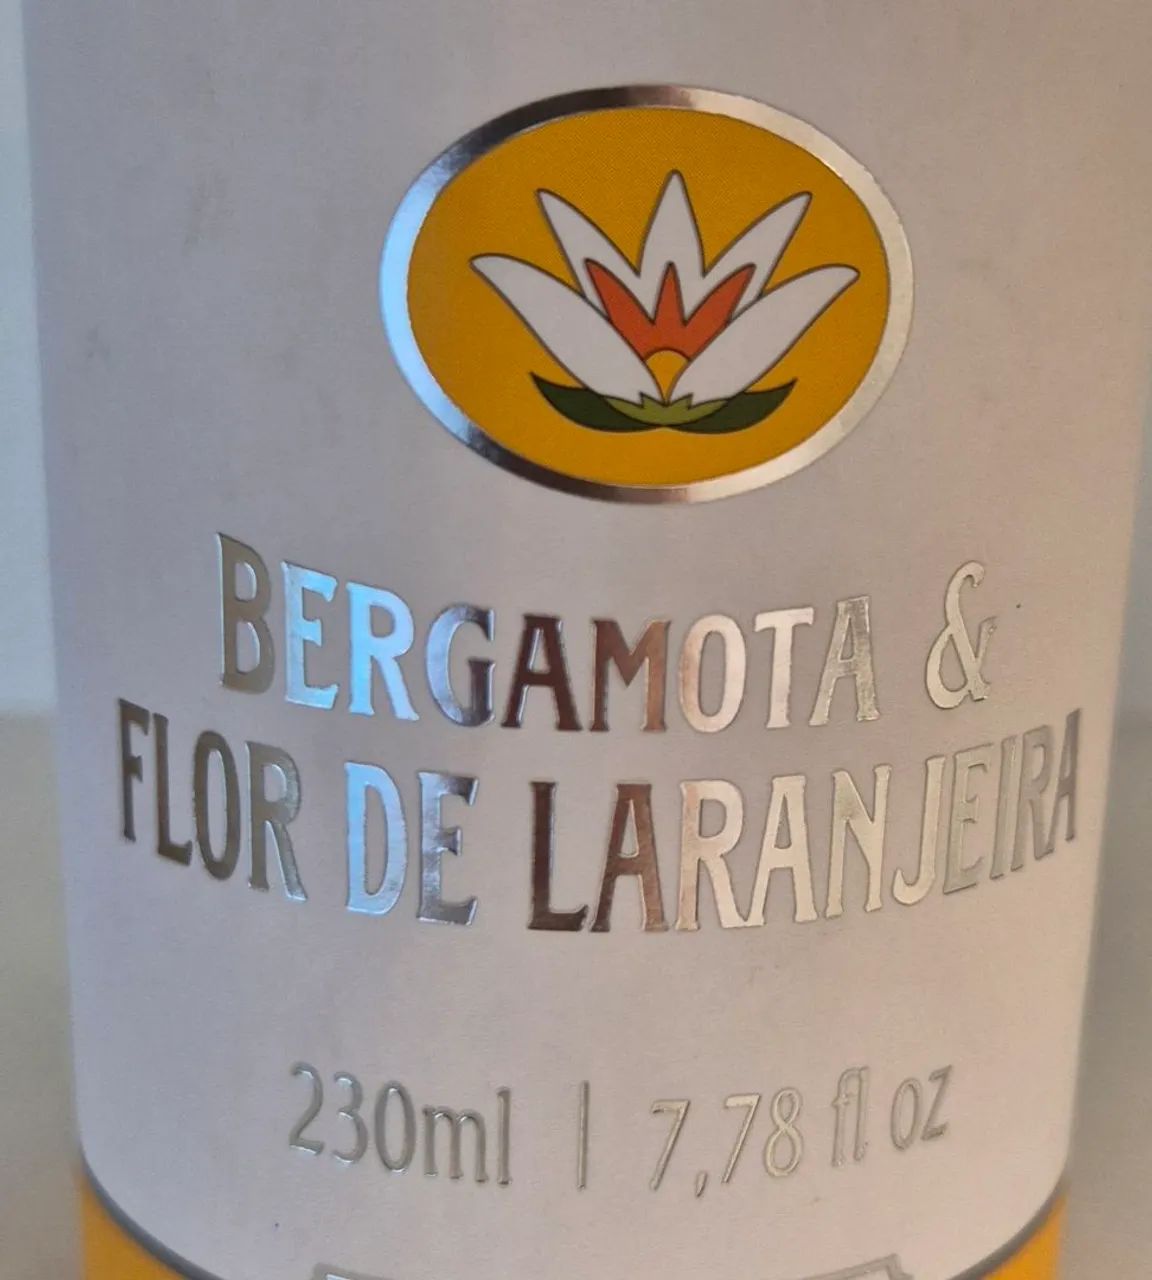 BERGAMOTA &
FLOR DE LARANJEIRA
230ml | 7,78 fl oz